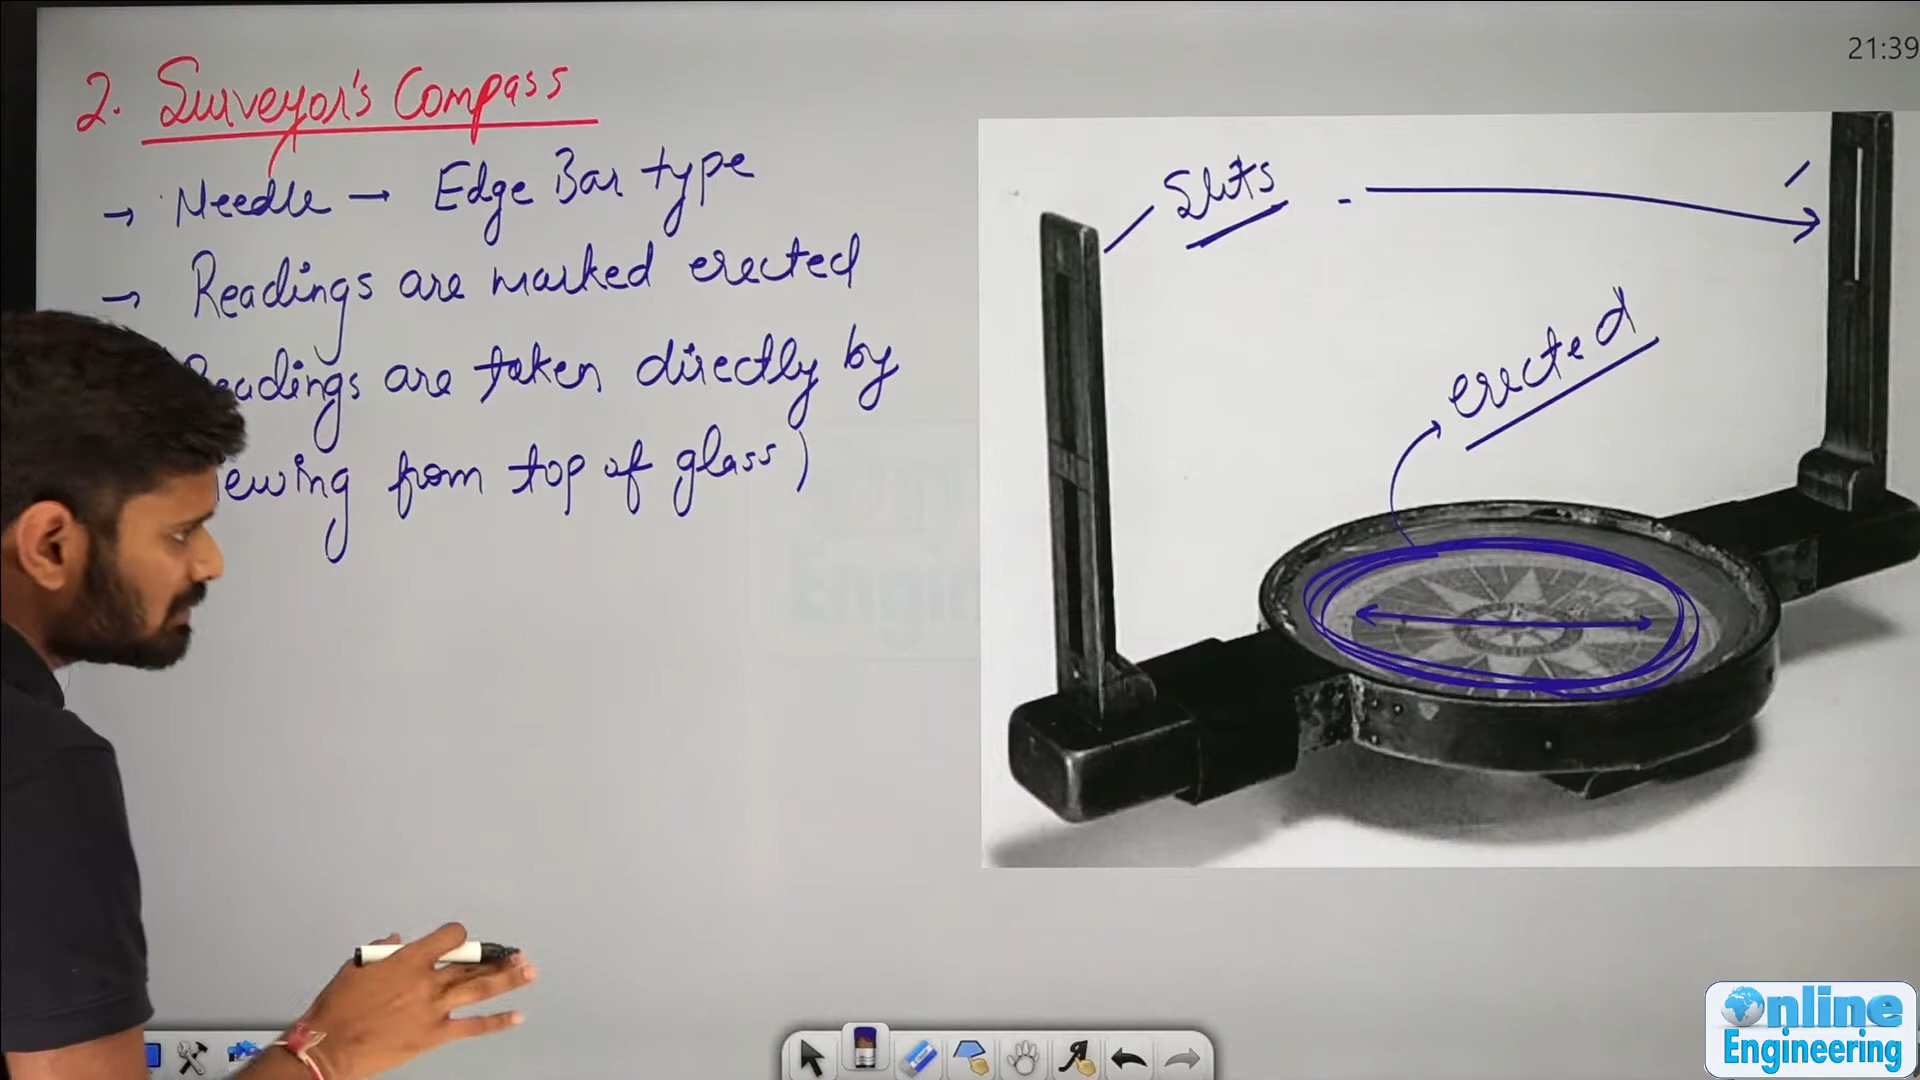 21:39
2. Surveyor's Compass
→ Needle → Edge Bar type
→ Readings are marked erected
Readings are taken directly by
viewing from top of glass)
Slits
erected
Online
Engineering